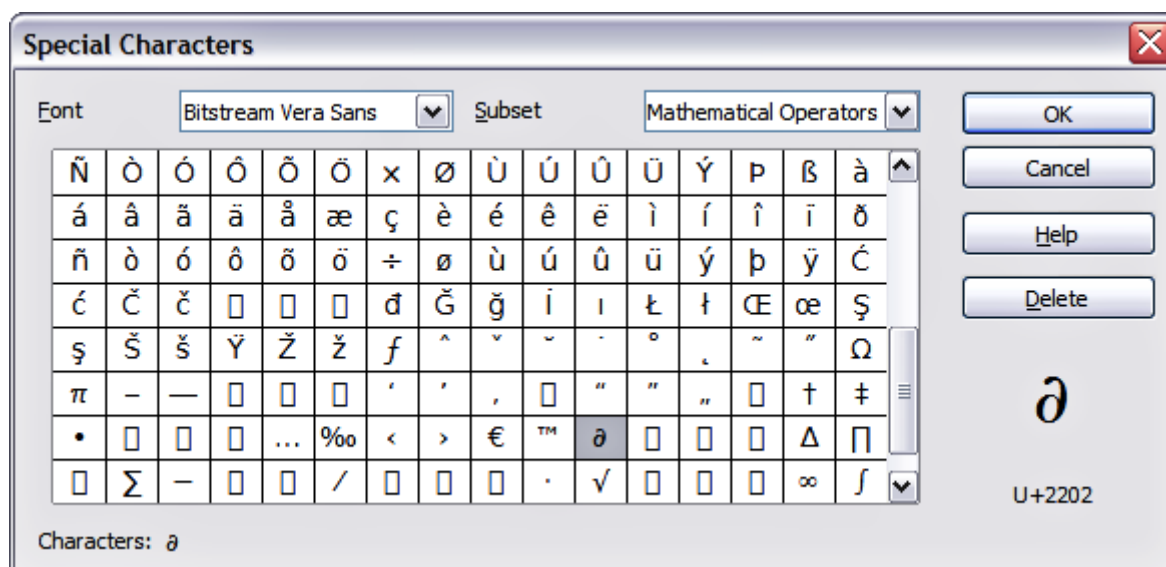 Special Characters
Font Bitstream Vera Sans Subset Mathematical Operators OK
Ñ Ò Ó Ô Õ Ö × Ø Ù Ú Û Ü Ý Þ ß à Cancel
á â ã ä å æ ç è é ê ë ì í î ï ð
ñ ò ó ô õ ö ÷ ø ù ú û ü ý þ ÿ Ć Help
ć Č č đ Ğ ğ İ ı Ł ł Œ œ Ş Delete
ş Š š Ÿ Ž ž ƒ ˆ ˇ ˘ ˙ ˚ ˛ ˜ ˝ Ω
π – — ‘ ’ ‚ “ ” „ † ‡
• … ‰ ‹ › € ™ ∂ ∆ ∏
∑ − ∕ ∙ √ ∞ ∫
∂
U+2202
Characters: ∂